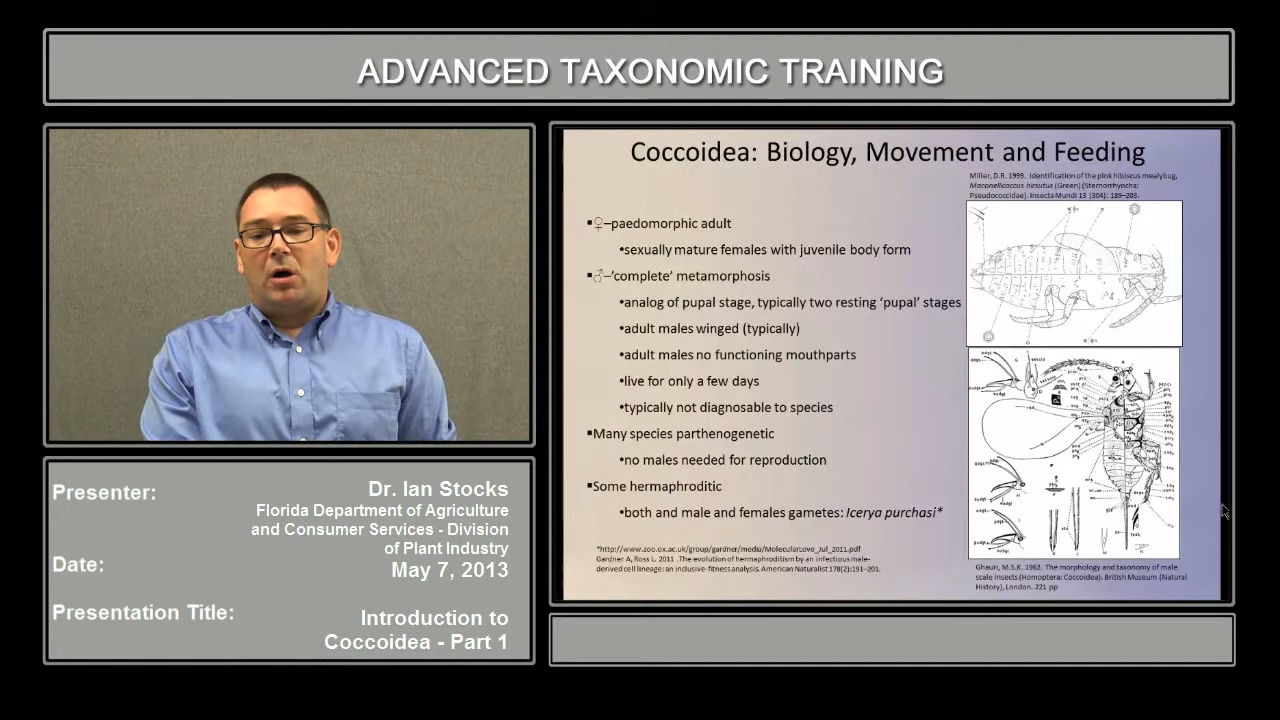 ADVANCED TAXONOMIC TRAINING
Presenter:
Dr. Ian Stocks
Florida Department of Agriculture
and Consumer Services - Division
of Plant Industry
Date:
May 7, 2013
Presentation Title:
Introduction to
Coccoidea - Part 1
Coccoidea: Biology, Movement and Feeding
Miller, D.R. 1999. Identification of the pink hibiscus mealybug,
Maconellicoccus hirsutus (Green) (Sternorrhyncha:
Pseudococcidae). Insecta Mundi 13 (304): 189–203.
▪♀–paedomorphic adult
•sexually mature females with juvenile body form
▪♂–'complete' metamorphosis
•analog of pupal stage, typically two resting 'pupal' stages
•adult males winged (typically)
•adult males no functioning mouthparts
•live for only a few days
•typically not diagnosable to species
▪Many species parthenogenetic
•no males needed for reproduction
▪Some hermaphroditic
•both and male and females gametes: Icerya purchasi*
*http://www.zoo.ox.ac.uk/group/gardner/media/MolecularLove_Jul_2011.pdf
Gardner A, Ross L. 2011 .The evolution of hermaphroditism by an infectious male-
derived cell lineage: an inclusive-fitness analysis. American Naturalist 178(2):191–201.
Ghauri, M.S.K. 1962. The morphology and taxonomy of male
scale insects (Homoptera: Coccoidea). British Museum (Natural
History), London. 221 pp